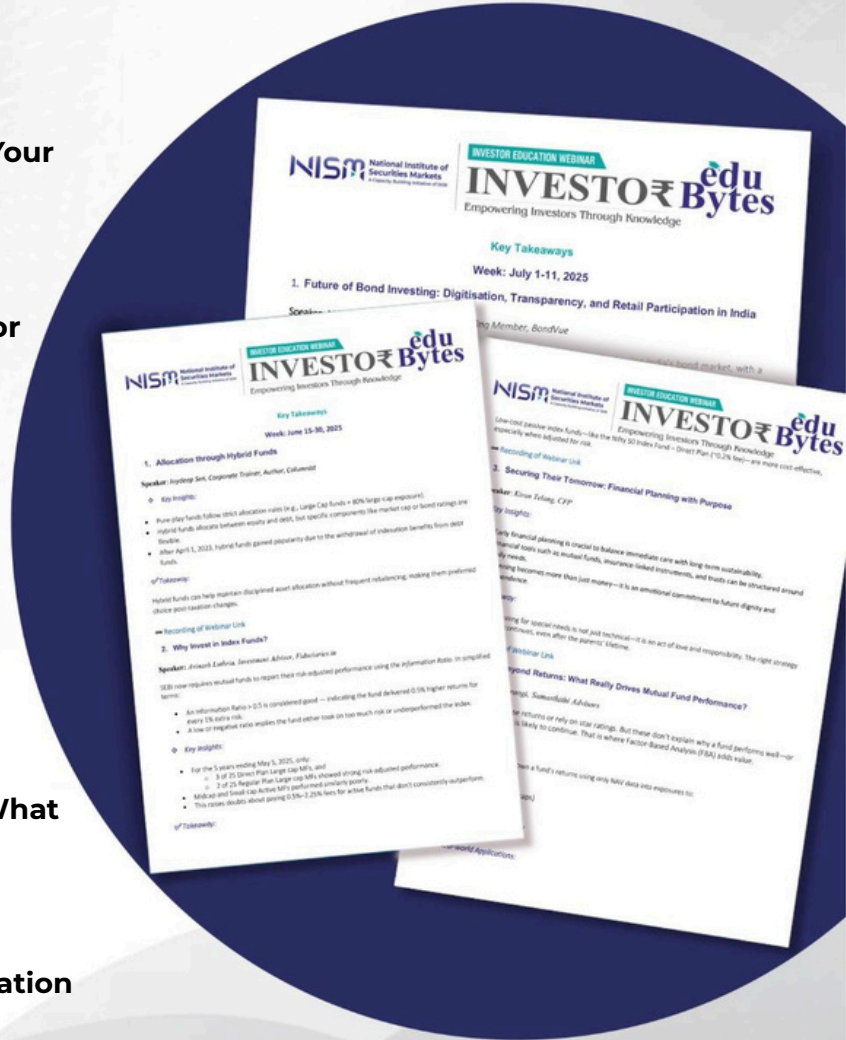 Your
or
What
ation
NISM National Institute of
Securities Markets
A Capacity Building Initiative of SEBI
INVESTOR EDUCATION WEBINAR
INVESTO₹ edu Bytes
Empowering Investors Through Knowledge
Key Takeaways
Week: July 1-11, 2025
1. Future of Bond Investing: Digitisation, Transparency, and Retail Participation in India
Member, BondVue
India's bond market, with a
NISM National Institute of
Securities Markets
INVESTOR EDUCATION WEBINAR
INVESTO₹ edu Bytes
Empowering Investors Through Knowledge
Key Takeaways
Week: June 15-30, 2025
1. Allocation through Hybrid Funds
Speaker: Joydeep Sen, Corporate Trainer, Author, Columnist
Key Insights:
Pure-play funds follow strict allocation rules (e.g., Large Cap funds = 80% large-cap exposure).
Hybrid funds allocate between equity and debt, but specific components like market cap or bond ratings are
flexible.
After April 1, 2023, hybrid funds gained popularity due to the withdrawal of indexation benefits from debt
funds.
Takeaway:
Hybrid funds can help maintain disciplined asset allocation without frequent rebalancing, making them preferred
choice post-taxation changes.
Recording of Webinar Link
2. Why Invest in Index Funds?
Speaker: Avinash Luthria, Investment Advisor, Fiduciaries.in
SEBI now requires mutual funds to report their risk-adjusted performance using the Information Ratio. In simplified
terms:
An Information Ratio > 0.5 is considered good — indicating the fund delivered 0.5% higher returns for
every 1% extra risk.
A low or negative ratio implies the fund either took on too much risk or underperformed the index.
Key Insights:
For the 5 years ending May 5, 2025, only:
3 of 25 Direct Plan Large cap MFs, and
2 of 25 Regular Plan Large cap MFs showed strong risk-adjusted performance.
Midcap and Small cap Active MFs performed similarly poorly.
This raises doubts about paying 0.5%–2.25% fees for active funds that don't consistently outperform.
Takeaway:
NISM National Institute of
Securities Markets
INVESTOR EDUCATION WEBINAR
INVESTO₹ edu Bytes
Empowering Investors Through Knowledge
Low-cost passive index funds—like the Nifty 50 Index Fund – Direct Plan (~0.2% fee)—are more cost-effective,
especially when adjusted for risk.
Recording of Webinar Link
3. Securing Their Tomorrow: Financial Planning with Purpose
Kiran Telang, CFP
Key Insights:
Early financial planning is crucial to balance immediate care with long-term sustainability.
financial tools such as mutual funds, insurance-linked instruments, and trusts can be structured around
needs.
becomes more than just money—it is an emotional commitment to future dignity and
for special needs is not just technical—it is an act of love and responsibility. The right strategy
continues, even after the parents' lifetime.
Webinar Link
Beyond Returns: What Really Drives Mutual Fund Performance?
Advisors
returns or rely on star ratings. But these don't explain why a fund performs well—or
is likely to continue. That is where Factor Based Analysis (FBA) adds value.
a fund's returns using only NAV data into exposures to:
Applications: